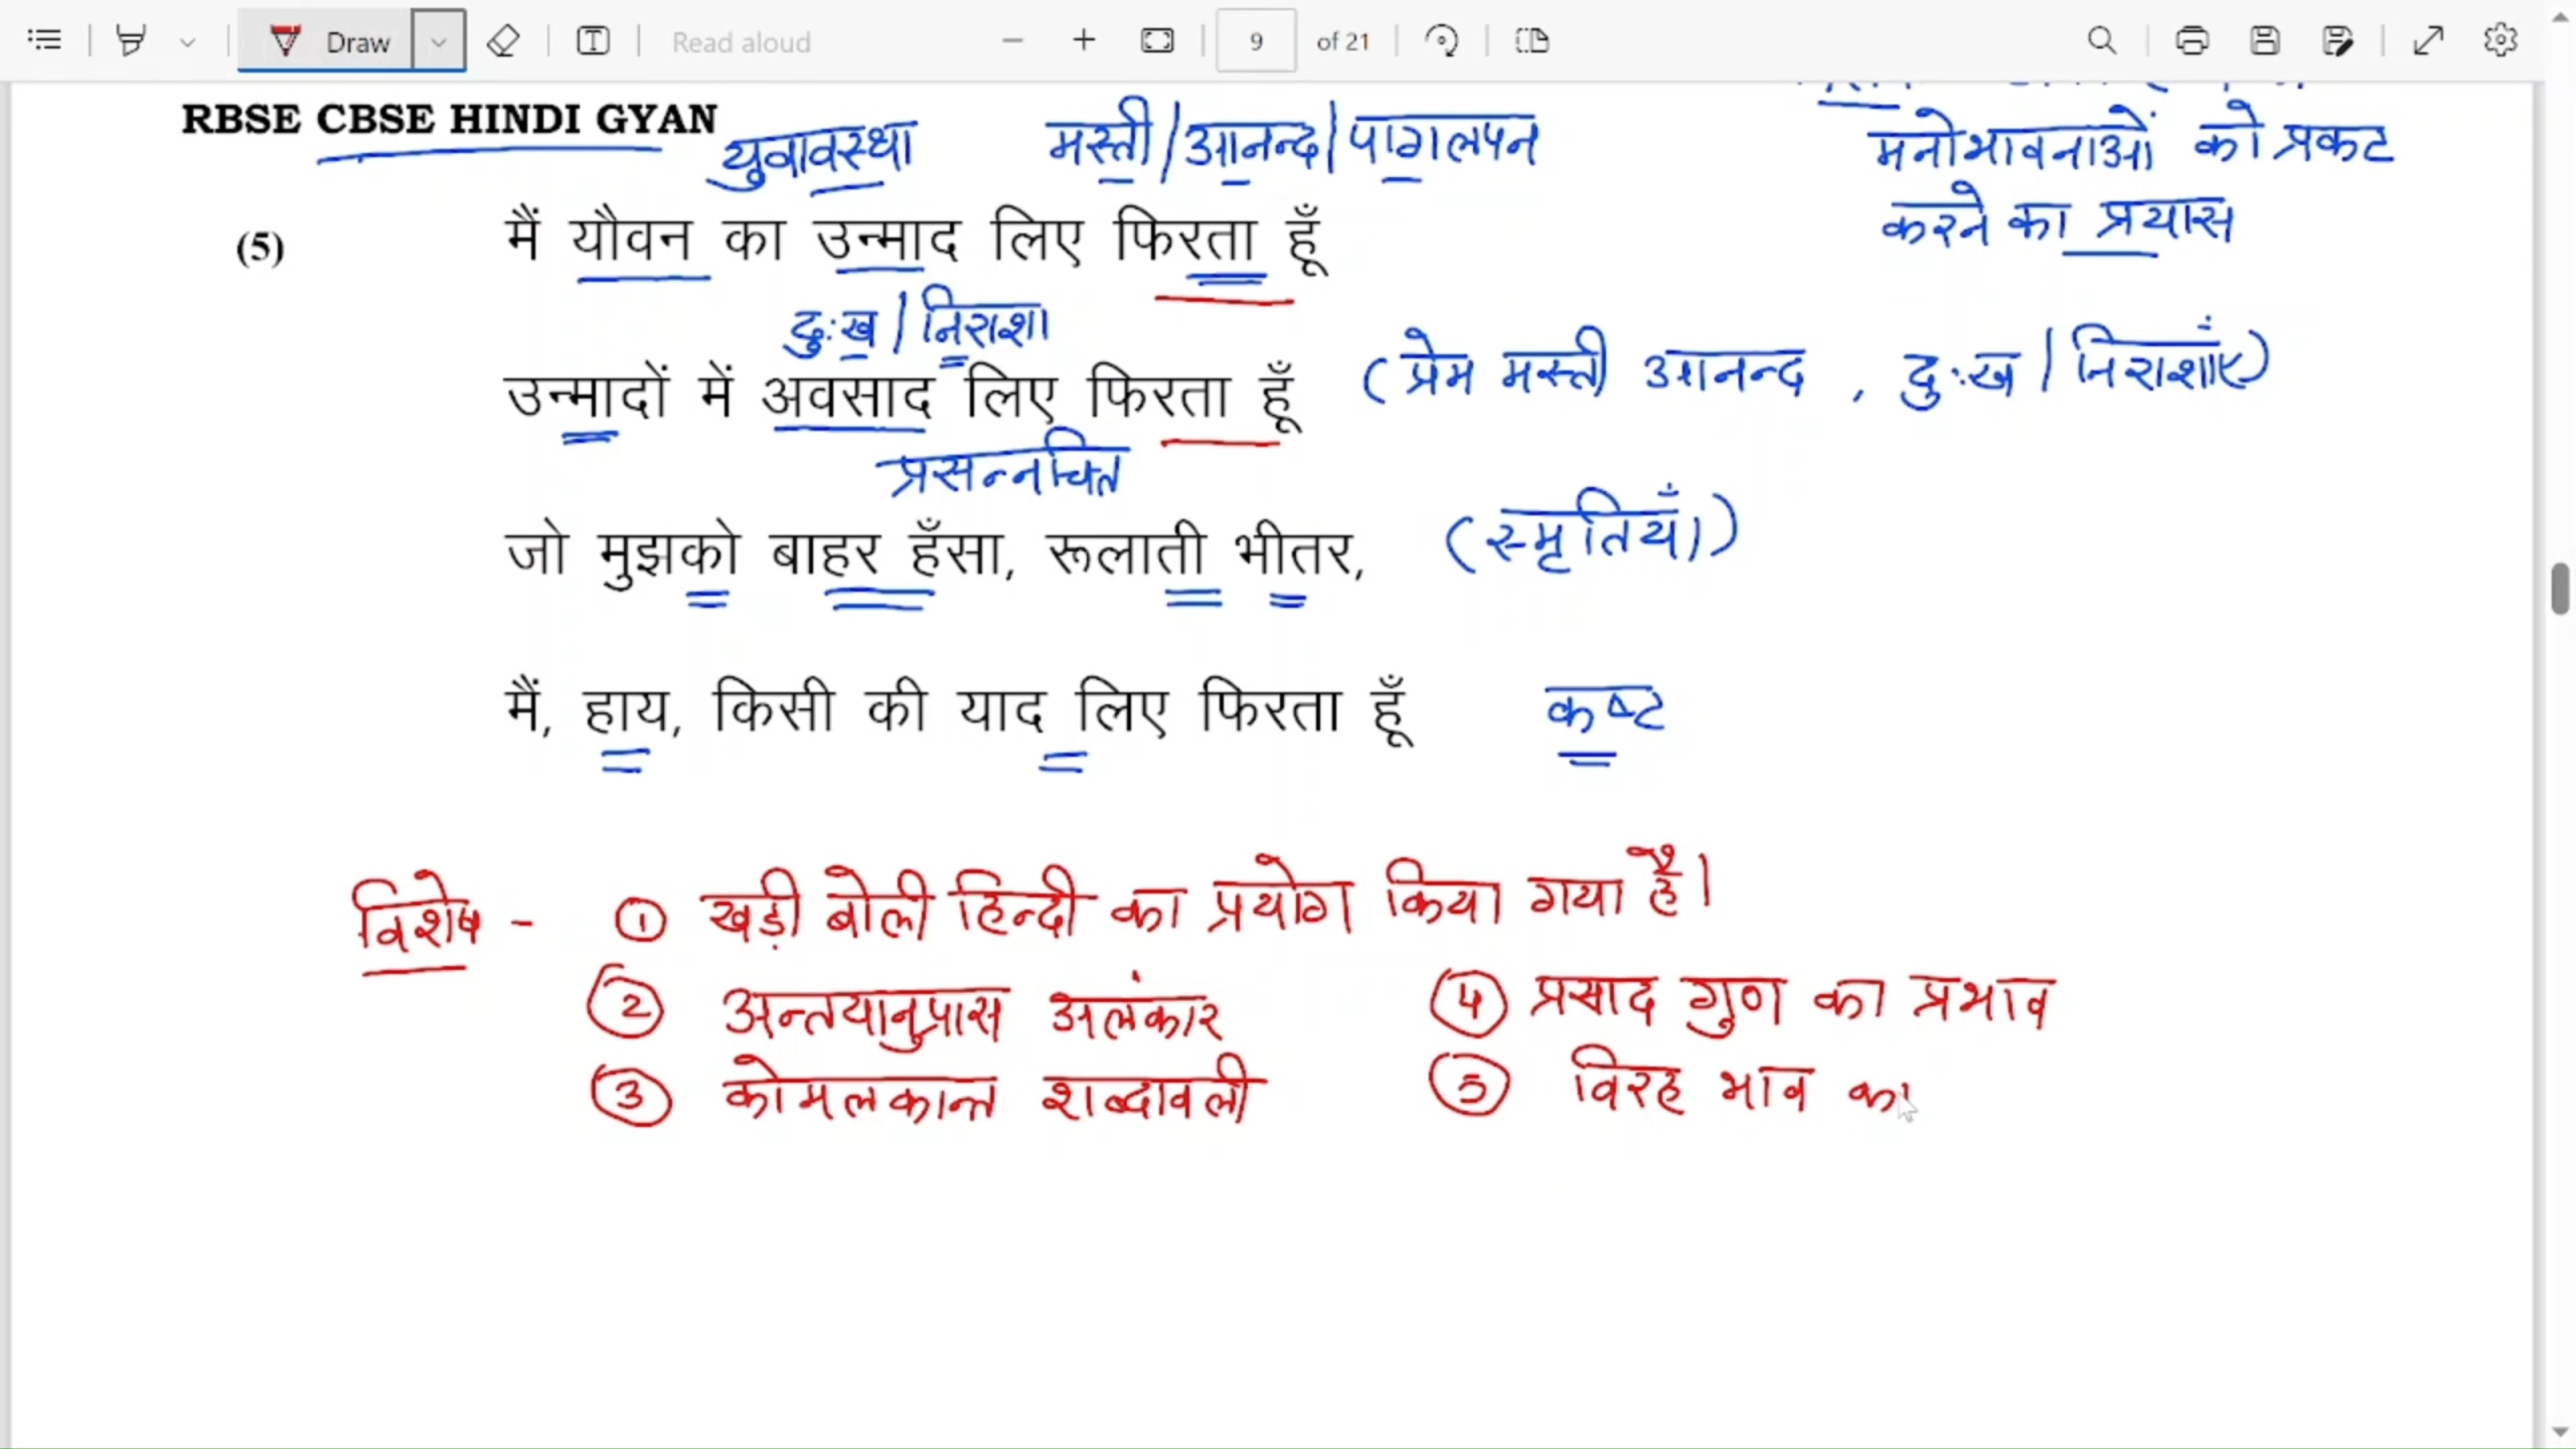 Draw Read aloud 9 of 21
RBSE CBSE HINDI GYAN
युवावस्था मस्ती/आनन्द/पागलपन
मनोभावनाओं को प्रकट
करने का प्रयास
(5) मैं यौवन का उन्माद लिए फिरता हूँ
दुःख/निराशा
उन्मादों में अवसाद लिए फिरता हूँ (प्रेम मस्ती आनन्द, दुःख/निराशाएं)
प्रसन्नचित
जो मुझको बाहर हँसा, रूलाती भीतर, (स्मृतियाँ)
मैं, हाय, किसी की याद लिए फिरता हूँ कष्ट
विशेष - ① खड़ी बोली हिन्दी का प्रयोग किया गया है।
② अन्तयानुप्रास अलंकार ④ प्रसाद गुण का प्रभाव
③ कोमलकान्त शब्दावली ⑤ विरह भाव का